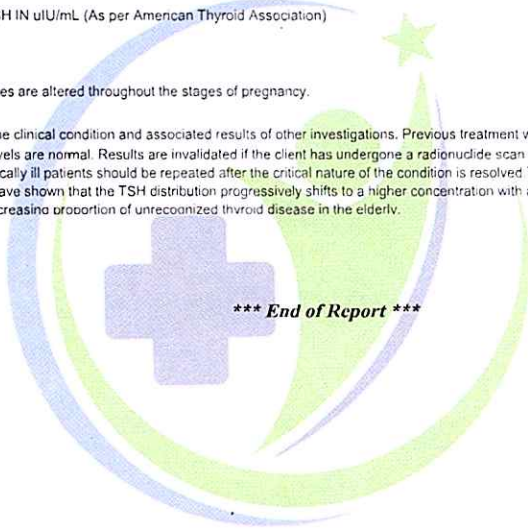 H IN uIU/mL (As per American Thyroid Association)
es are altered throughout the stages of pregnancy.
e clinical condition and associated results of other investigations. Previous treatment w
vels are normal. Results are invalidated if the client has undergone a radionuclide scan
cally ill patients should be repeated after the critical nature of the condition is resolved.
ave shown that the TSH distribution progressively shifts to a higher concentration with a
creasing proportion of unrecognized thyroid disease in the elderly.
*** End of Report ***